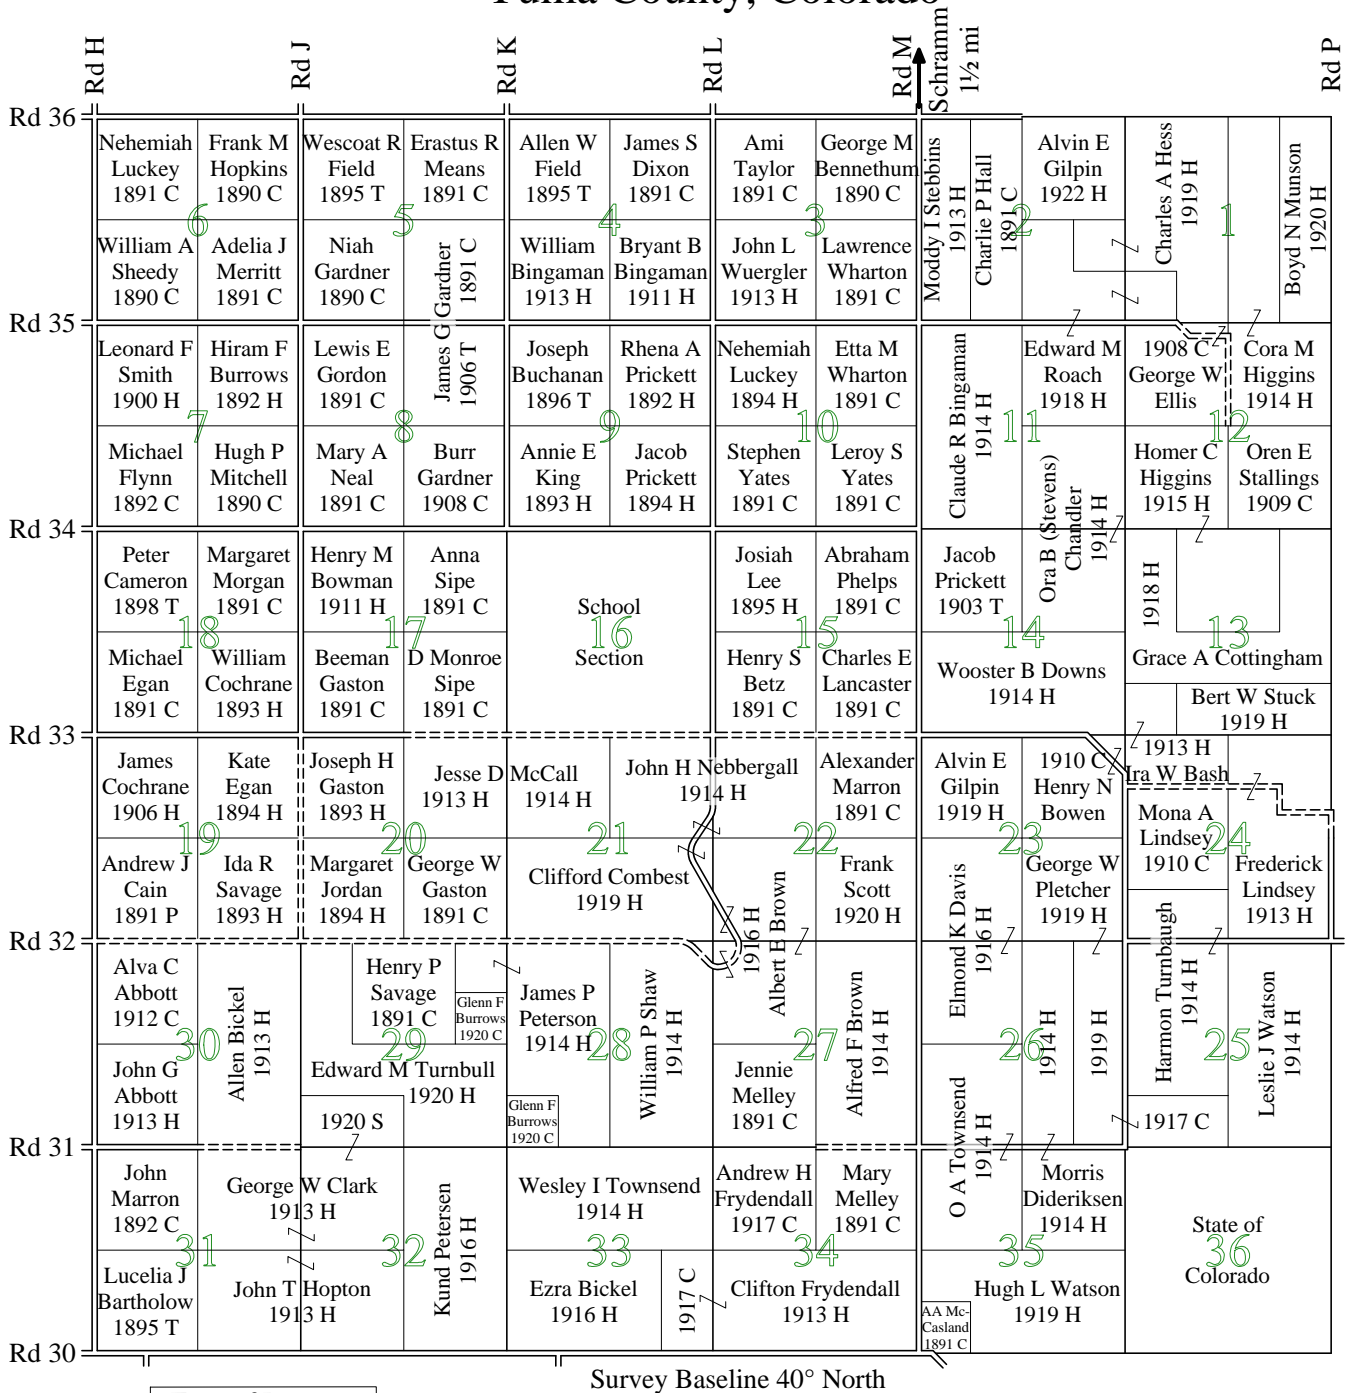 Yuma County, Colorado
Rd H
Rd J
Rd K
Rd L
Rd M
Schramm
1½ mi
Rd P
Rd 36
Nehemiah
Luckey
1891 C
Frank M
Hopkins
1890 C
Wescoat R
Field
1895 T
Erastus R
Means
1891 C
Allen W
Field
1895 T
James S
Dixon
1891 C
Ami
Taylor
1891 C
George M
Bennethum
1890 C
Moddy I Stebbins
1913 H
Charlie P Hall
1891 C
Alvin E
Gilpin
1922 H
Charles A Hess
1919 H
Boyd N Munson
1920 H
6
5
4
3
2
1
William A
Sheedy
1890 C
Adelia J
Merritt
1891 C
Niah
Gardner
1890 C
James G Gardner
1906 T
1891 C
William
Bingaman
1913 H
Bryant B
Bingaman
1911 H
John L
Wuergler
1913 H
Lawrence
Wharton
1891 C
Rd 35
Leonard F
Smith
1900 H
Hiram F
Burrows
1892 H
Lewis E
Gordon
1891 C
Joseph
Buchanan
1896 T
Rhena A
Prickett
1892 H
Nehemiah
Luckey
1894 H
Etta M
Wharton
1891 C
Claude R Bingaman
1914 H
Edward M
Roach
1918 H
1908 C
George W
Ellis
Cora M
Higgins
1914 H
7
8
9
10
11
12
Michael
Flynn
1892 C
Hugh P
Mitchell
1890 C
Mary A
Neal
1891 C
Burr
Gardner
1908 C
Annie E
King
1893 H
Jacob
Prickett
1894 H
Stephen
Yates
1891 C
Leroy S
Yates
1891 C
Ora B (Stevens)
Chandler
1914 H
Homer C
Higgins
1915 H
Oren E
Stallings
1909 C
Rd 34
Peter
Cameron
1898 T
Margaret
Morgan
1891 C
Henry M
Bowman
1911 H
Anna
Sipe
1891 C
School
Section
Josiah
Lee
1895 H
Abraham
Phelps
1891 C
Jacob
Prickett
1903 T
1918 H
Grace A Cottingham
18
17
16
15
14
13
Michael
Egan
1891 C
William
Cochrane
1893 H
Beeman
Gaston
1891 C
D Monroe
Sipe
1891 C
Henry S
Betz
1891 C
Charles E
Lancaster
1891 C
Wooster B Downs
1914 H
Bert W Stuck
1919 H
Rd 33
James
Cochrane
1906 H
Kate
Egan
1894 H
Joseph H
Gaston
1893 H
Jesse D McCall
1913 H
1914 H
John H Nebbergall
1914 H
Alexander
Marron
1891 C
Alvin E
Gilpin
1919 H
1910 C
Henry N
Bowen
1913 H
Ira W Bash
Mona A
Lindsey
1910 C
19
20
21
22
23
24
Andrew J
Cain
1891 P
Ida R
Savage
1893 H
Margaret
Jordan
1894 H
George W
Gaston
1891 C
Clifford Combest
1919 H
Albert E Brown
1916 H
Frank
Scott
1920 H
Elmond K Davis
1916 H
George W
Pletcher
1919 H
Frederick
Lindsey
1913 H
Rd 32
Alva C
Abbott
1912 C
Allen Bickel
1913 H
Henry P
Savage
1891 C
Glenn F
Burrows
1920 C
James P
Peterson
1914 H
William P Shaw
1914 H
Alfred F Brown
1914 H
1914 H
1919 H
Harmon Turnbaugh
1914 H
Leslie J Watson
1914 H
30
29
28
27
26
25
John G
Abbott
1913 H
Edward M Turnbull
1920 H
1920 S
Glenn F
Burrows
1920 C
Jennie
Melley
1891 C
O A Townsend
1914 H
1917 C
Rd 31
John
Marron
1892 C
George W Clark
1913 H
Kund Petersen
1916 H
Wesley I Townsend
1914 H
Andrew H
Frydendall
1917 C
Mary
Melley
1891 C
Morris
Dideriksen
1914 H
State of
Colorado
31
32
33
34
35
36
Lucelia J
Bartholow
1895 T
John T Hopton
1913 H
Ezra Bickel
1916 H
1917 C
Clifton Frydendall
1913 H
AA Mc-
Casland
1891 C
Hugh L Watson
1919 H
Rd 30
Survey Baseline 40° North